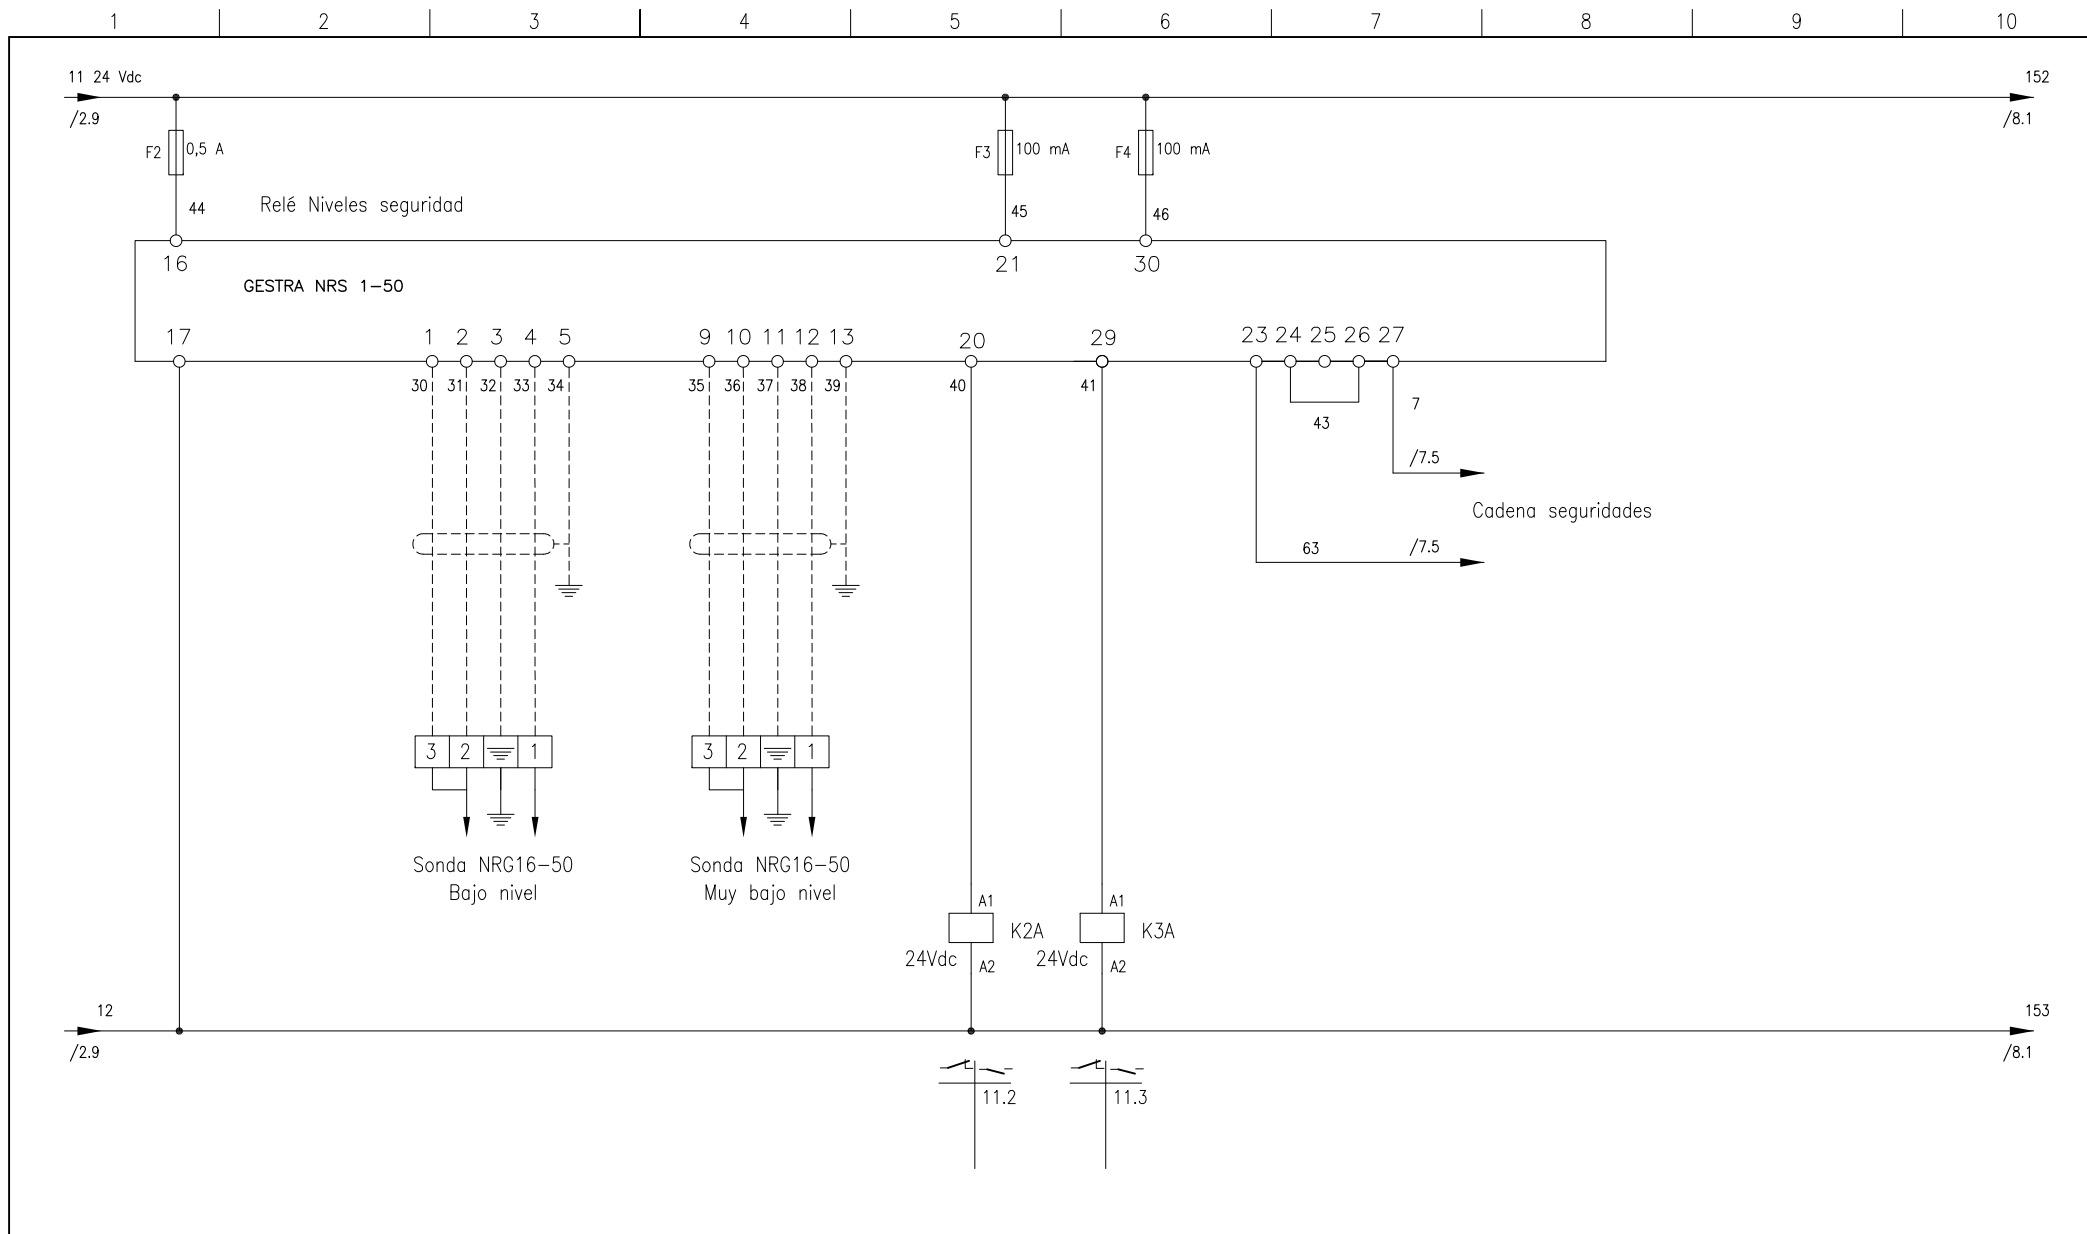 1 2 3 4 5 6 7 8 9 10
11 24 Vdc 152
/2.9 /8.1
F2 0,5 A F3 100 mA F4 100 mA
44 Relé Niveles seguridad 45 46
16 21 30
GESTRA NRS 1-50
17 1 2 3 4 5 9 10 11 12 13 20 29 23 24 25 26 27
30 31 32 33 34 35 36 37 38 39 40 41
7
43
/7.5
Cadena seguridades
63 /7.5
3 2 1 3 2 1
Sonda NRG16-50 Sonda NRG16-50
Bajo nivel Muy bajo nivel
A1 A1
K2A K3A
24Vdc A2 24Vdc A2
12 153
/2.9 /8.1
11.2 11.3